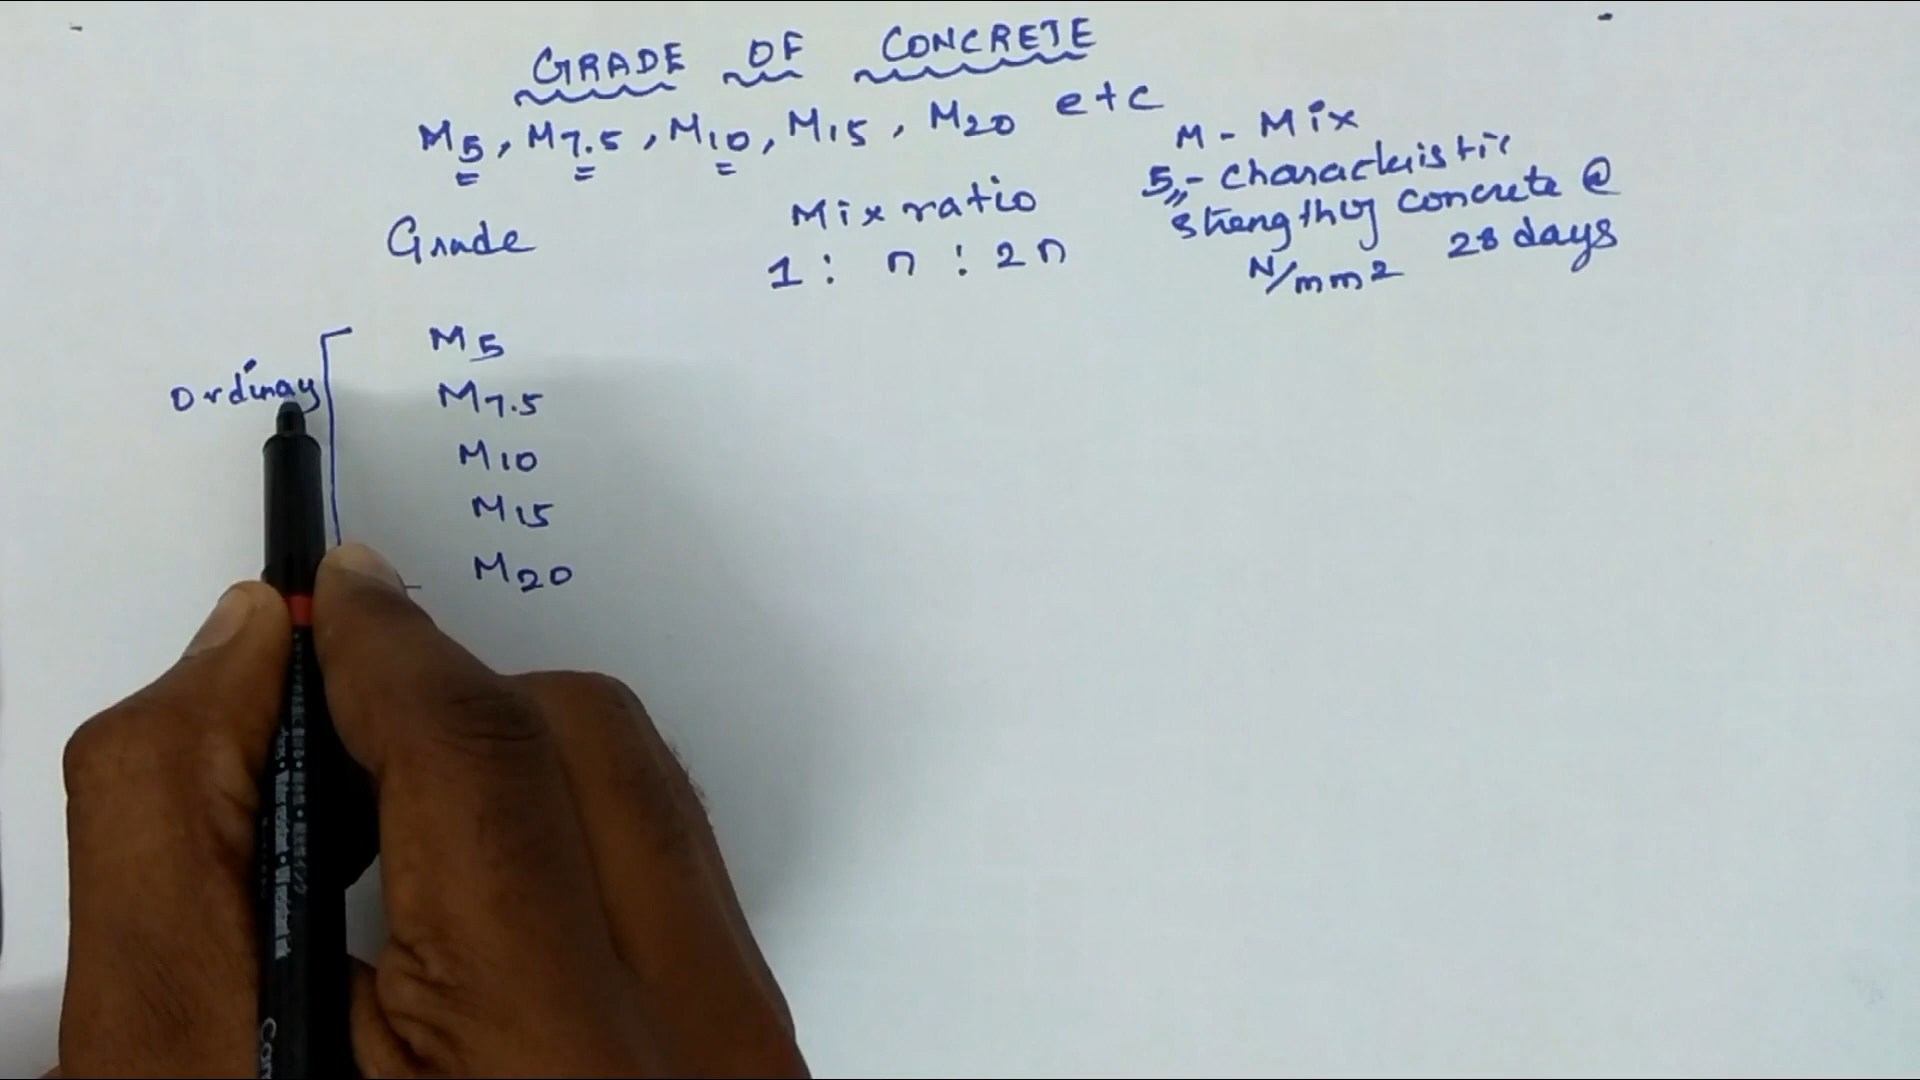 GRADE OF CONCRETE
M5, M7.5, M10, M15, M20 etc
M - Mix
5,, - characteristic
strength of concrete @
N/mm2 28 days
Grade
Mix ratio
1 : n : 2n
Ordinay
M5
M7.5
M10
M15
M20